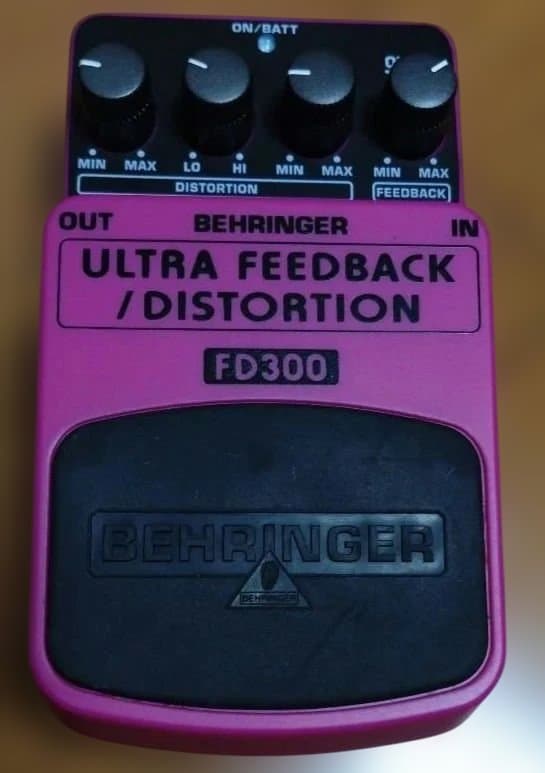 ON/BATT
MIN MAX LO HI MIN MAX MIN MAX
DISTORTION FEEDBACK
OUT BEHRINGER IN
ULTRA FEEDBACK
/DISTORTION
FD300
BEHRINGER
BEHRINGER